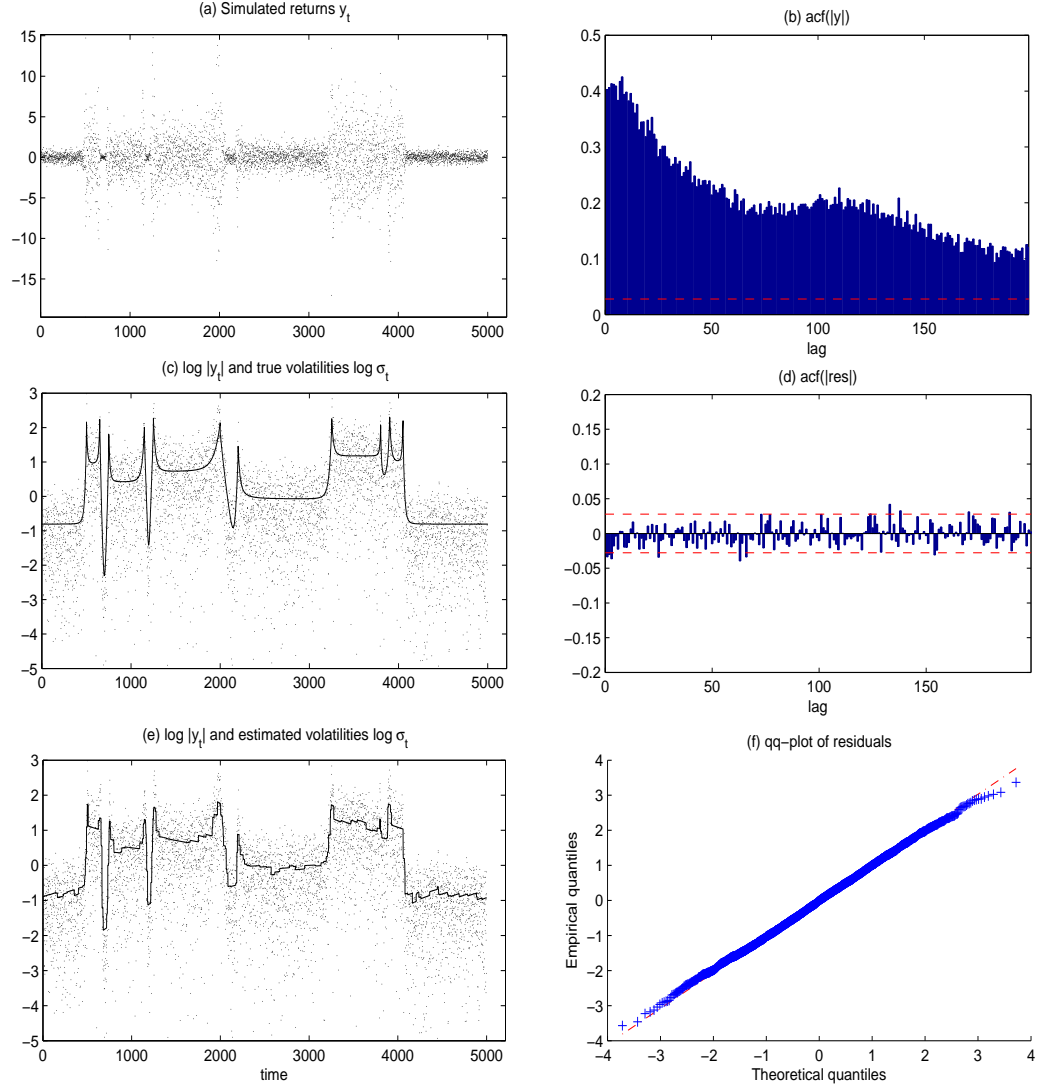 (a) Simulated returns y_t
15
10
5
0
−5
−10
−15
0 1000 2000 3000 4000 5000
(b) acf(|y|)
0.5
0.4
0.3
0.2
0.1
0
0 50 100 150
lag
(c) log |y_t| and true volatilities log σ_t
3
2
1
0
−1
−2
−3
−4
−5
0 1000 2000 3000 4000 5000
(d) acf(|res|)
0.2
0.15
0.1
0.05
0
−0.05
−0.1
−0.15
−0.2
0 50 100 150
lag
(e) log |y_t| and estimated volatilities log σ_t
3
2
1
0
−1
−2
−3
−4
−5
0 1000 2000 3000 4000 5000
time
(f) qq−plot of residuals
Empirical quantiles
4
3
2
1
0
−1
−2
−3
−4
−4 −3 −2 −1 0 1 2 3 4
Theoretical quantiles